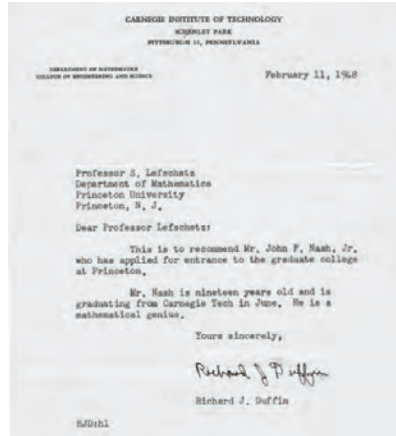 CARNEGIE INSTITUTE OF TECHNOLOGY
SCHENLEY PARK
PITTSBURGH 13, PENNSYLVANIA
DEPARTMENT OF MATHEMATICS
COLLEGE OF ENGINEERING AND SCIENCE
February 11, 1948
Professor S. Lefschetz
Department of Mathematics
Princeton University
Princeton, N. J.
Dear Professor Lefschetz:
This is to recommend Mr. John F. Nash, Jr.
who has applied for entrance to the graduate college
at Princeton.
Mr. Nash is nineteen years old and is
graduating from Carnegie Tech in June. He is a
mathematical genius.
Yours sincerely,
Richard J Duffin
Richard J. Duffin
RJD:hl